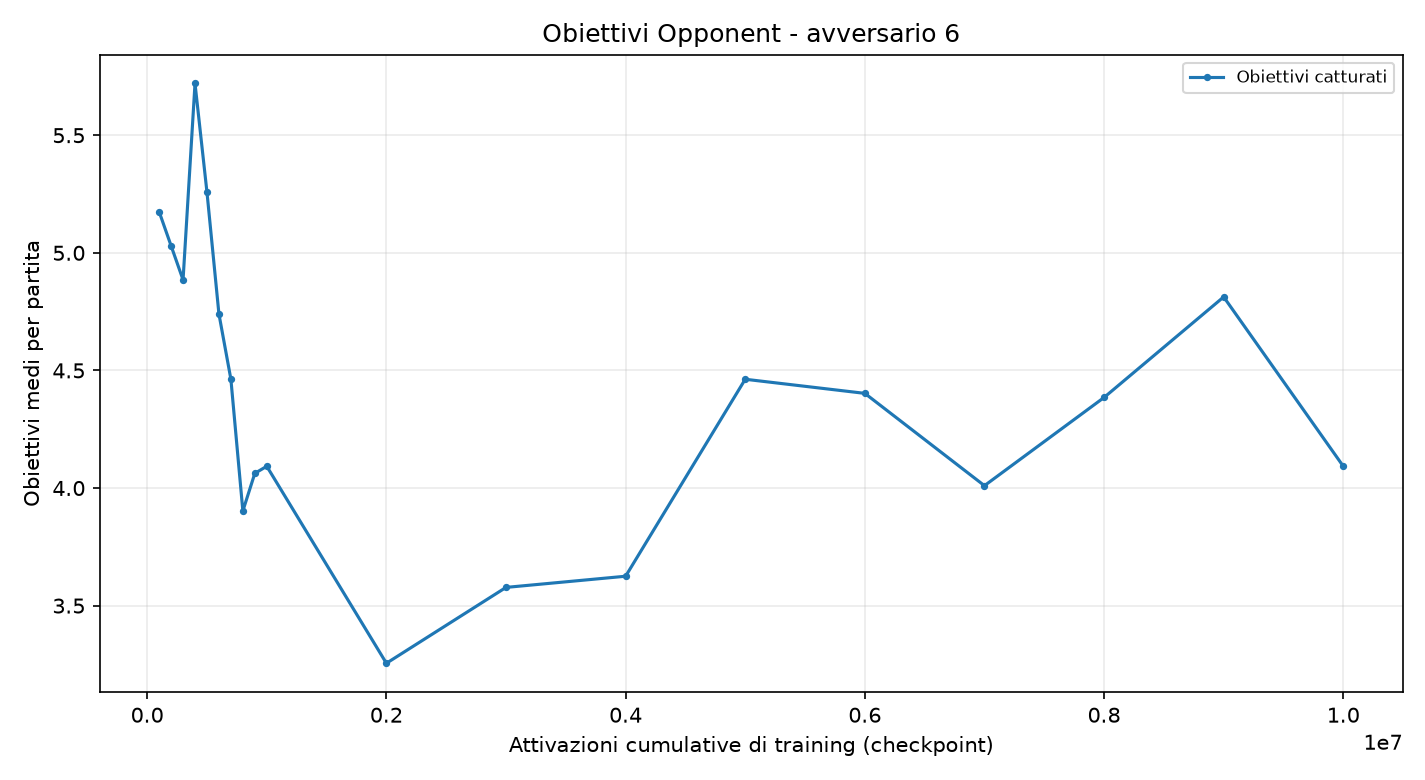 Obiettivi Opponent - avversario 6
Obiettivi catturati
Obiettivi medi per partita
5.5
5.0
4.5
4.0
3.5
0.0 0.2 0.4 0.6 0.8 1.0
1e7
Attivazioni cumulative di training (checkpoint)